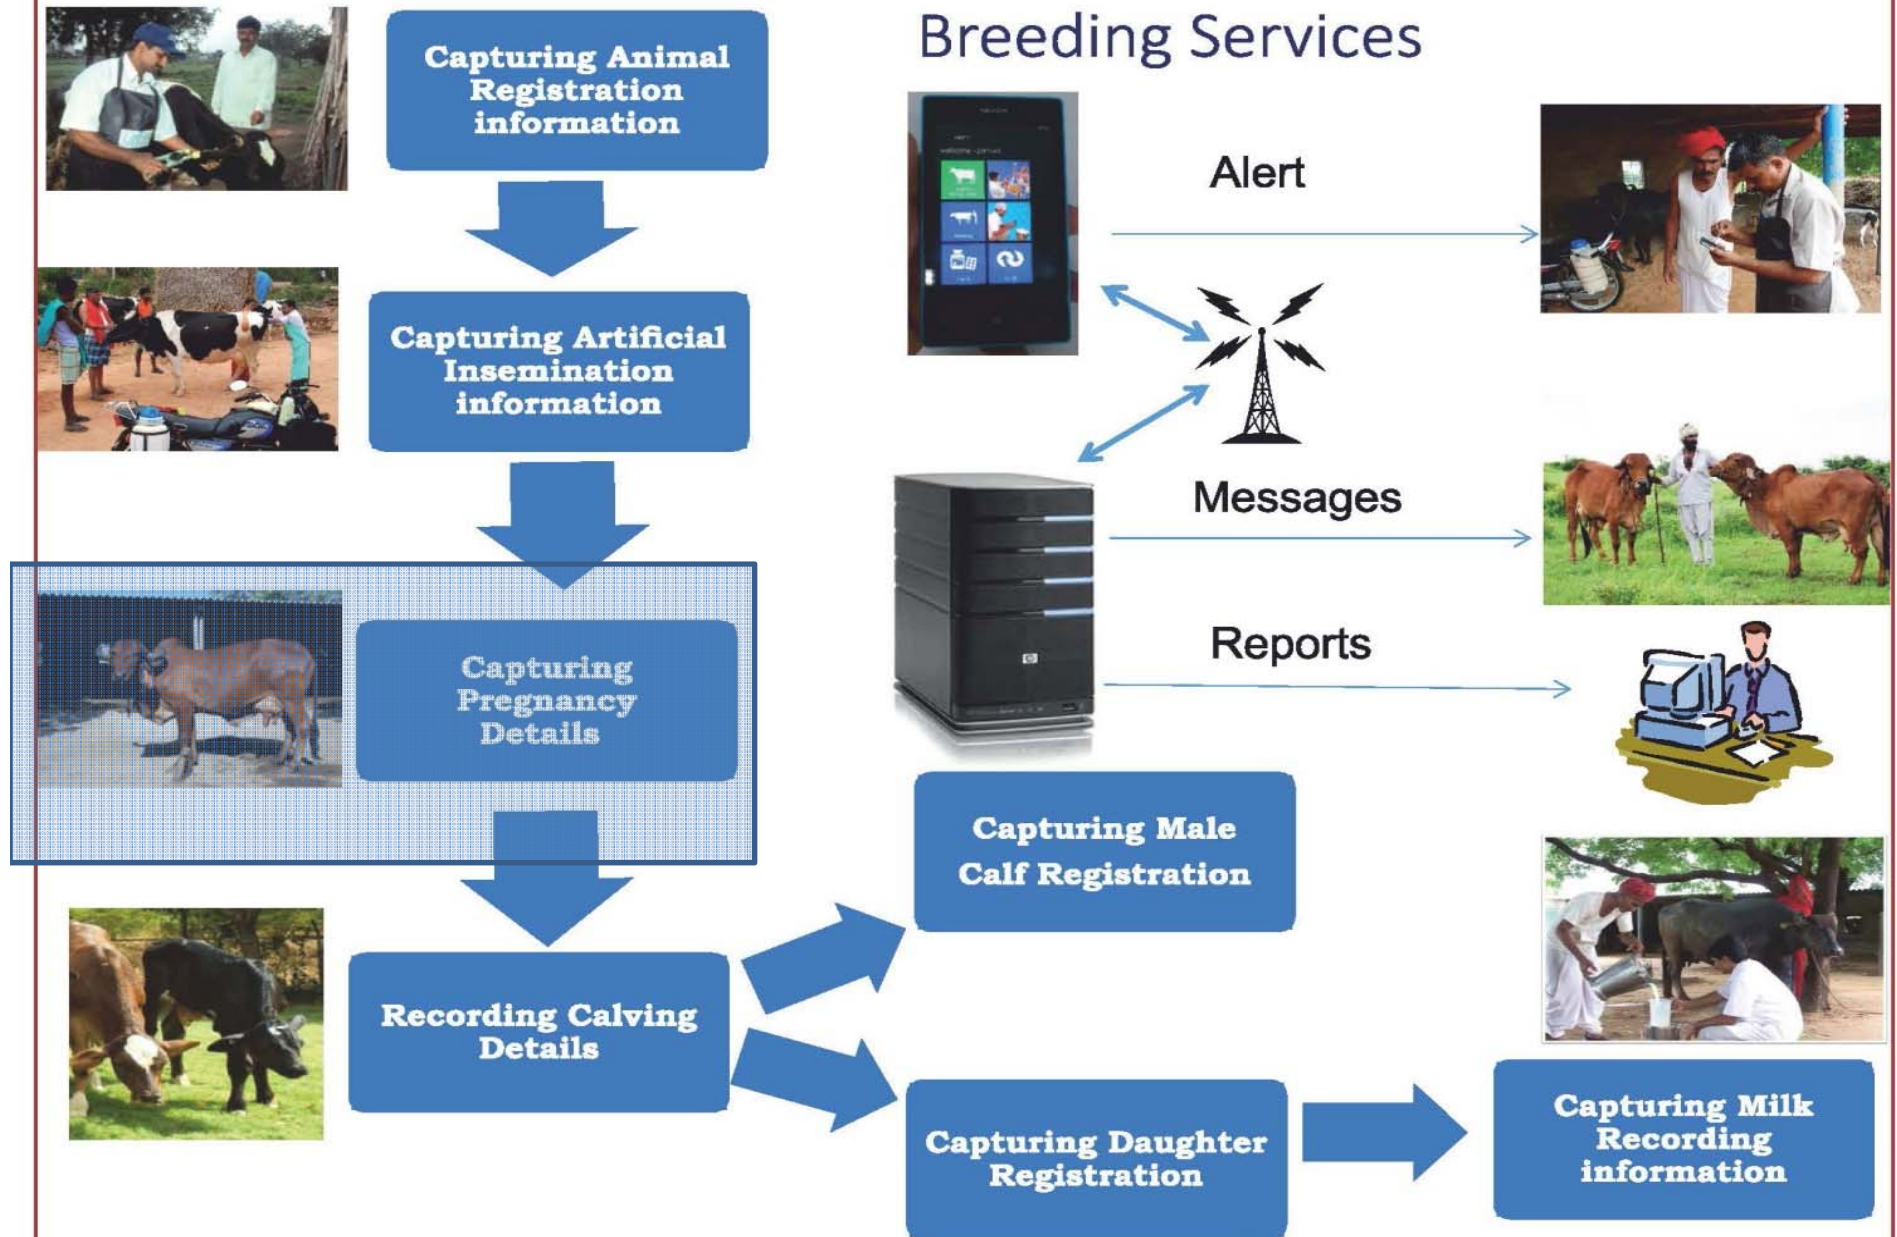 Breeding Services
Capturing Animal
Registration
information
Capturing Artificial
Insemination
information
Capturing
Pregnancy
Details
Recording Calving
Details
Alert
Messages
Reports
Capturing Male
Calf Registration
Capturing Daughter
Registration
Capturing Milk
Recording
information